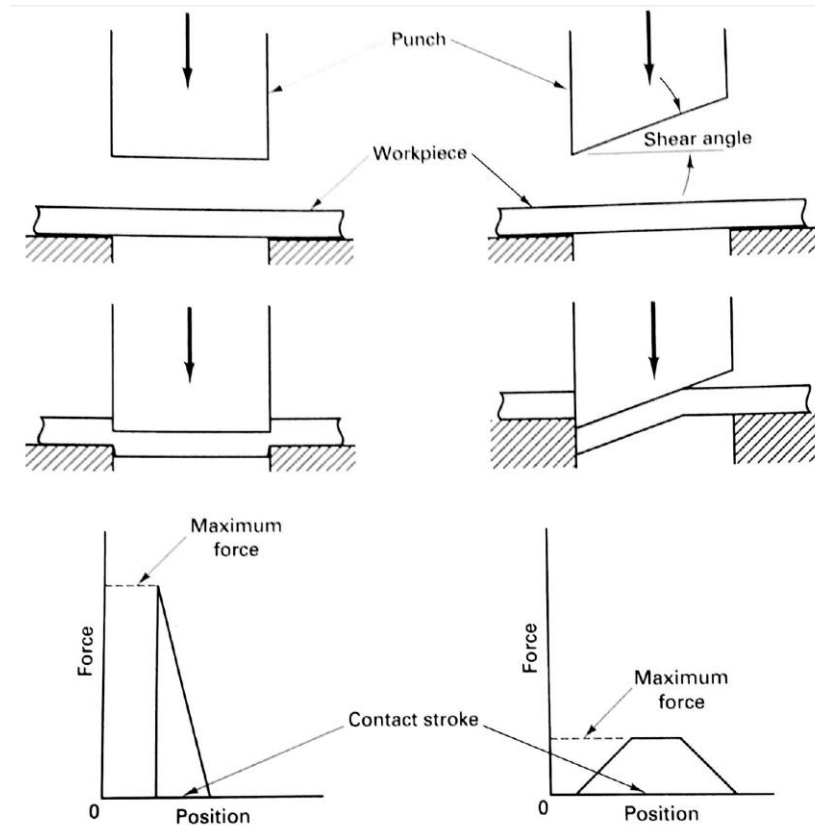 Punch
Shear angle
Workpiece
Maximum
force
Force
0
Position
Contact stroke
Maximum
force
Force
0
Position